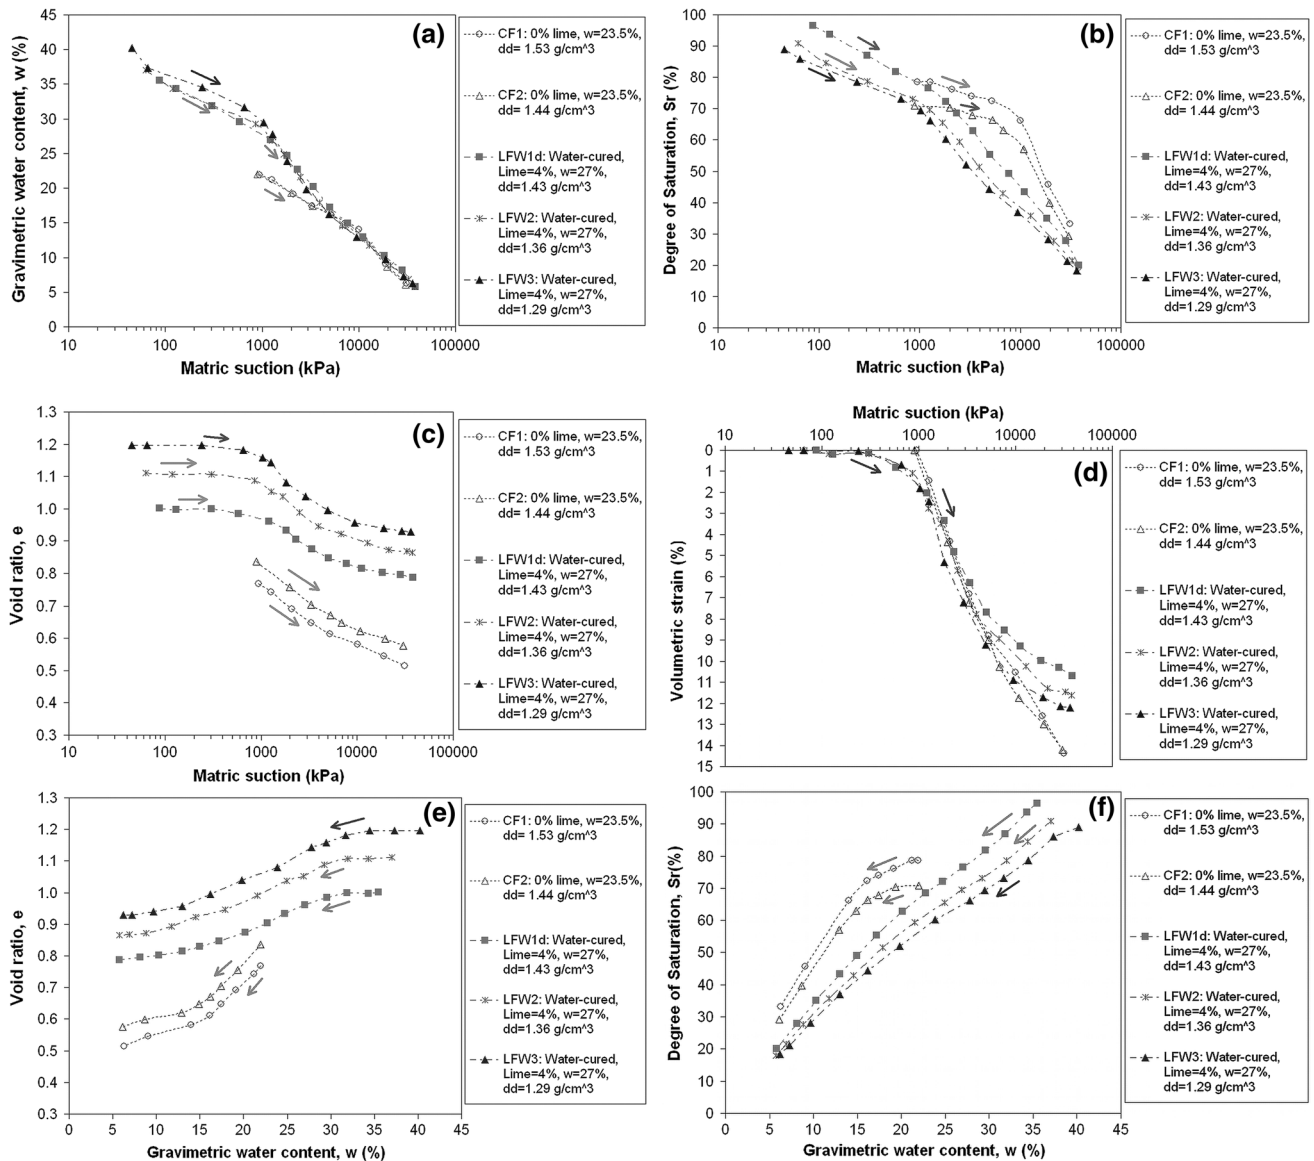 (a)
Gravimetric water content, w (%)
45
40
35
30
25
20
15
10
5
0
10
100
1000
10000
100000
Matric suction (kPa)
CF1: 0% lime, w=23.5%,
dd= 1.53 g/cm^3
CF2: 0% lime, w=23.5%,
dd= 1.44 g/cm^3
LFW1d: Water-cured,
Lime=4%, w=27%,
dd=1.43 g/cm^3
LFW2: Water-cured,
Lime=4%, w=27%,
dd=1.36 g/cm^3
LFW3: Water-cured,
Lime=4%, w=27%,
dd=1.29 g/cm^3
(b)
Degree of Saturation, Sr (%)
100
90
80
70
60
50
40
30
20
10
0
10
100
1000
10000
100000
Matric suction (kPa)
CF1: 0% lime, w=23.5%,
dd= 1.53 g/cm^3
CF2: 0% lime, w=23.5%,
dd= 1.44 g/cm^3
LFW1d: Water-cured,
Lime=4%, w=27%,
dd=1.43 g/cm^3
LFW2: Water-cured,
Lime=4%, w=27%,
dd=1.36 g/cm^3
LFW3: Water-cured,
Lime=4%, w=27%,
dd=1.29 g/cm^3
(c)
Void ratio, e
1.3
1.2
1.1
1.0
0.9
0.8
0.7
0.6
0.5
0.4
0.3
10
100
1000
10000
100000
Matric suction (kPa)
CF1: 0% lime, w=23.5%,
dd= 1.53 g/cm^3
CF2: 0% lime, w=23.5%,
dd= 1.44 g/cm^3
LFW1d: Water-cured,
Lime=4%, w=27%,
dd=1.43 g/cm^3
LFW2: Water-cured,
Lime=4%, w=27%,
dd=1.36 g/cm^3
LFW3: Water-cured,
Lime=4%, w=27%,
dd=1.29 g/cm^3
Matric suction (kPa)
10
100
1000
10000
100000
(d)
Volumetric strain (%)
0
1
2
3
4
5
6
7
8
9
10
11
12
13
14
15
CF1: 0% lime, w=23.5%,
dd= 1.53 g/cm^3
CF2: 0% lime, w=23.5%,
dd= 1.44 g/cm^3
LFW1d: Water-cured,
Lime=4%, w=27%,
dd=1.43 g/cm^3
LFW2: Water-cured,
Lime=4%, w=27%,
dd=1.36 g/cm^3
LFW3: Water-cured,
Lime=4%, w=27%,
dd=1.29 g/cm^3
(e)
Void ratio, e
1.3
1.2
1.1
1.0
0.9
0.8
0.7
0.6
0.5
0.4
0.3
0
5
10
15
20
25
30
35
40
45
Gravimetric water content, w (%)
CF1: 0% lime, w=23.5%,
dd= 1.53 g/cm^3
CF2: 0% lime, w=23.5%,
dd= 1.44 g/cm^3
LFW1d: Water-cured,
Lime=4%, w=27%,
dd=1.43 g/cm^3
LFW2: Water-cured,
Lime=4%, w=27%,
dd=1.36 g/cm^3
LFW3: Water-cured,
Lime=4%, w=27%,
dd=1.29 g/cm^3
(f)
Degree of Saturation, Sr(%)
100
90
80
70
60
50
40
30
20
10
0
0
5
10
15
20
25
30
35
40
45
Gravimetric water content, w (%)
CF1: 0% lime, w=23.5%,
dd= 1.53 g/cm^3
CF2: 0% lime, w=23.5%,
dd= 1.44 g/cm^3
LFW1d: Water-cured,
Lime=4%, w=27%,
dd=1.43 g/cm^3
LFW2: Water-cured,
Lime=4%, w=27%,
dd=1.36 g/cm^3
LFW3: Water-cured,
Lime=4%, w=27%,
dd=1.29 g/cm^3